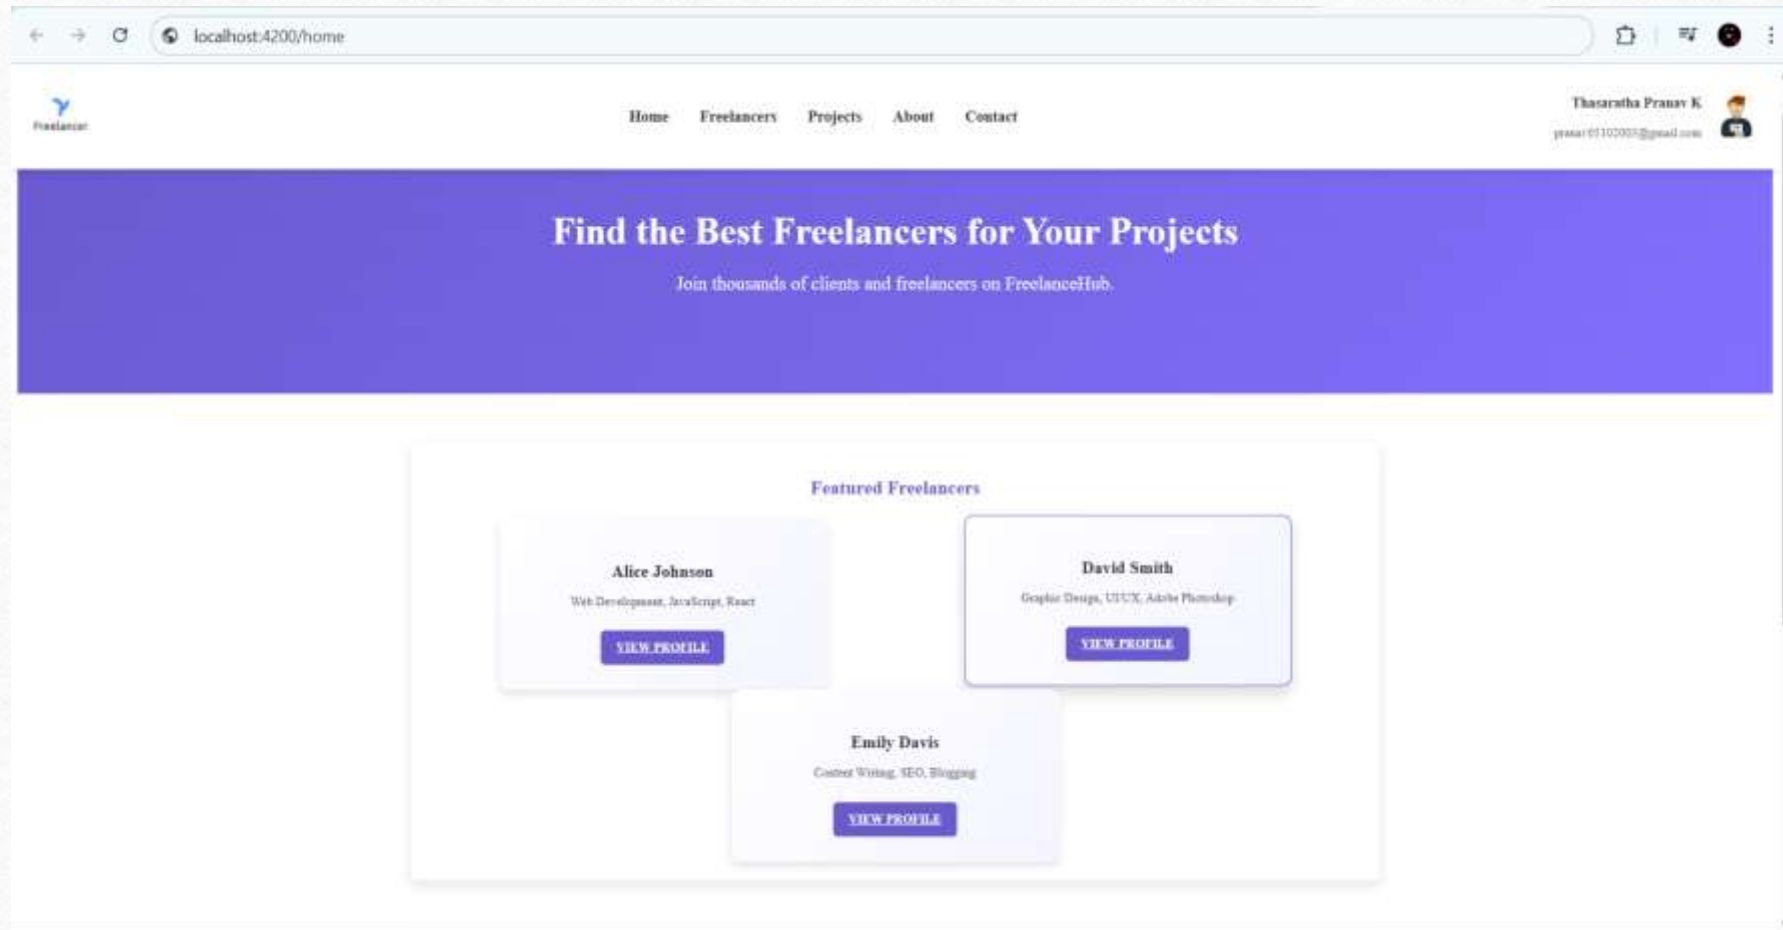 localhost:4200/home
Freelancer
Home Freelancers Projects About Contact
Thasaratha Pranav K
Find the Best Freelancers for Your Projects
Join thousands of clients and freelancers on FreelanceHub.
Featured Freelancers
Alice Johnson
Web Development, JavaScript, React
VIEW PROFILE
David Smith
Graphic Design, UI/UX, Adobe Photoshop
VIEW PROFILE
Emily Davis
Content Writing, SEO, Blogging
VIEW PROFILE